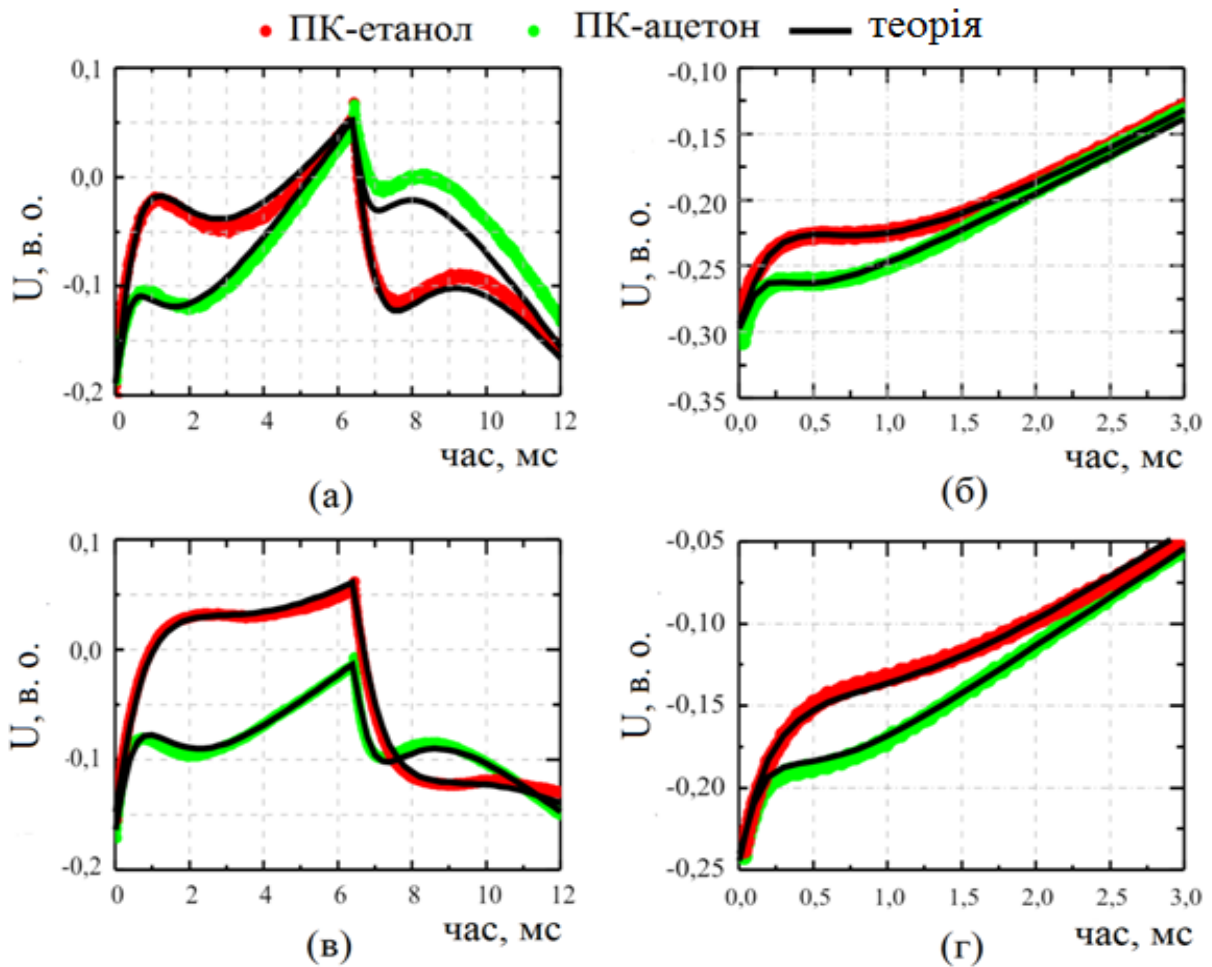 ПК-етанол ПК-ацетон теорія
0,1
0,0
-0,1
-0,2
U, в. о.
0 2 4 6 8 10 12
час, мс
(а)
-0,10
-0,15
-0,20
-0,25
-0,30
-0,35
U, в. о.
0,0 0,5 1,0 1,5 2,0 2,5 3,0
час, мс
(б)
0,1
0,0
-0,1
-0,2
U, в. о.
0 2 4 6 8 10 12
час, мс
(в)
-0,05
-0,10
-0,15
-0,20
-0,25
U, в. о.
0,0 0,5 1,0 1,5 2,0 2,5 3,0
час, мс
(г)